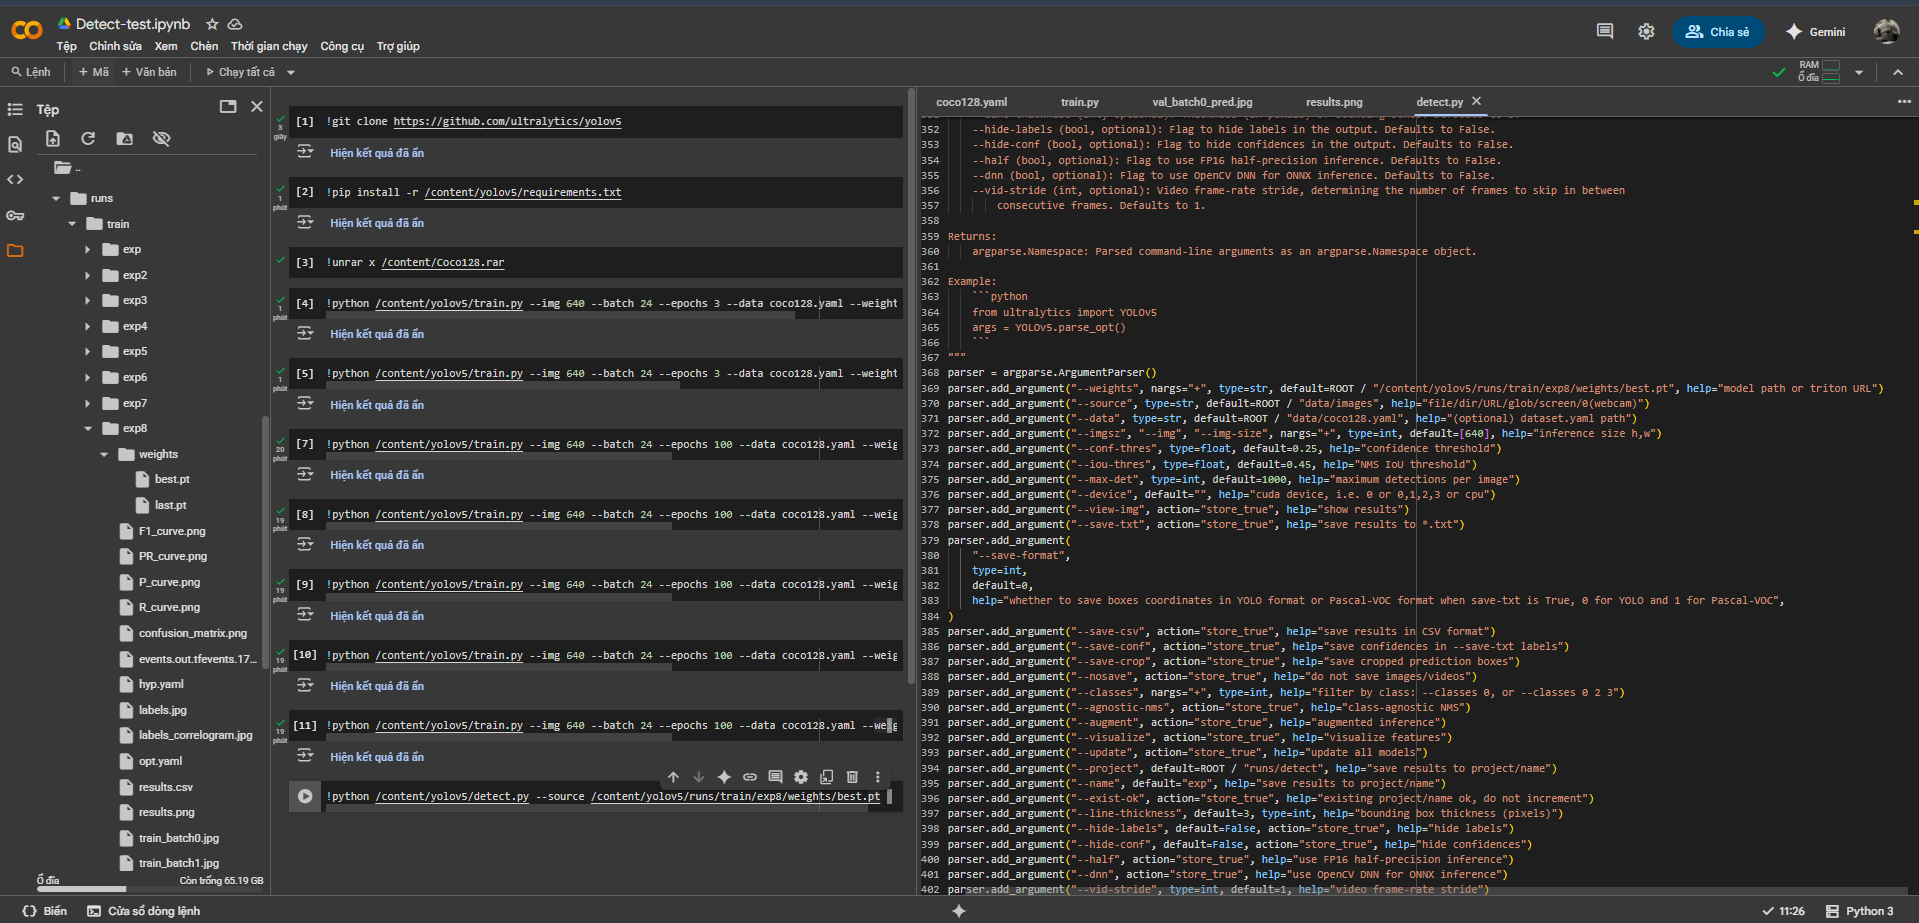 Detect-test.ipynb
Tệp Chỉnh sửa Xem Chèn Thời gian chạy Công cụ Trợ giúp
Chia sẻ
Gemini
Lệnh + Mã + Văn bản Chạy tất cả
RAM
Ổ đĩa
Tệp
..
runs
train
exp
exp2
exp3
exp4
exp5
exp6
exp7
exp8
weights
best.pt
last.pt
F1_curve.png
PR_curve.png
P_curve.png
R_curve.png
confusion_matrix.png
events.out.tfevents.17...
hyp.yaml
labels.jpg
labels_correlogram.jpg
opt.yaml
results.csv
results.png
train_batch0.jpg
train_batch1.jpg
Ổ đĩa Còn trống 65.19 GB
3 giây
[1] !git clone https://github.com/ultralytics/yolov5
Hiện kết quả đã ẩn
1 phút
[2] !pip install -r /content/yolov5/requirements.txt
Hiện kết quả đã ẩn
[3] !unrar x /content/Coco128.rar
1 phút
[4] !python /content/yolov5/train.py --img 640 --batch 24 --epochs 3 --data coco128.yaml --weight
Hiện kết quả đã ẩn
1 phút
[5] !python /content/yolov5/train.py --img 640 --batch 24 --epochs 3 --data coco128.yaml --weight
Hiện kết quả đã ẩn
20 phút
[7] !python /content/yolov5/train.py --img 640 --batch 24 --epochs 100 --data coco128.yaml --weig
Hiện kết quả đã ẩn
19 phút
[8] !python /content/yolov5/train.py --img 640 --batch 24 --epochs 100 --data coco128.yaml --weig
Hiện kết quả đã ẩn
19 phút
[9] !python /content/yolov5/train.py --img 640 --batch 24 --epochs 100 --data coco128.yaml --weig
Hiện kết quả đã ẩn
19 phút
[10] !python /content/yolov5/train.py --img 640 --batch 24 --epochs 100 --data coco128.yaml --weig
Hiện kết quả đã ẩn
19 phút
[11] !python /content/yolov5/train.py --img 640 --batch 24 --epochs 100 --data coco128.yaml --weig
Hiện kết quả đã ẩn
!python /content/yolov5/detect.py --source /content/yolov5/runs/train/exp8/weights/best.pt
coco128.yaml train.py val_batch0_pred.jpg results.png detect.py
352 --hide-labels (bool, optional): Flag to hide labels in the output. Defaults to False.
353 --hide-conf (bool, optional): Flag to hide confidences in the output. Defaults to False.
354 --half (bool, optional): Flag to use FP16 half-precision inference. Defaults to False.
355 --dnn (bool, optional): Flag to use OpenCV DNN for ONNX inference. Defaults to False.
356 --vid-stride (int, optional): Video frame-rate stride, determining the number of frames to skip in between
357 consecutive frames. Defaults to 1.
358
359 Returns:
360 argparse.Namespace: Parsed command-line arguments as an argparse.Namespace object.
361
362 Example:
363 ```python
364 from ultralytics import YOLOv5
365 args = YOLOv5.parse_opt()
366 ```
367 """
368 parser = argparse.ArgumentParser()
369 parser.add_argument("--weights", nargs="+", type=str, default=ROOT / "/content/yolov5/runs/train/exp8/weights/best.pt", help="model path or triton URL")
370 parser.add_argument("--source", type=str, default=ROOT / "data/images", help="file/dir/URL/glob/screen/0(webcam)")
371 parser.add_argument("--data", type=str, default=ROOT / "data/coco128.yaml", help="(optional) dataset.yaml path")
372 parser.add_argument("--imgsz", "--img", "--img-size", nargs="+", type=int, default=[640], help="inference size h,w")
373 parser.add_argument("--conf-thres", type=float, default=0.25, help="confidence threshold")
374 parser.add_argument("--iou-thres", type=float, default=0.45, help="NMS IoU threshold")
375 parser.add_argument("--max-det", type=int, default=1000, help="maximum detections per image")
376 parser.add_argument("--device", default="", help="cuda device, i.e. 0 or 0,1,2,3 or cpu")
377 parser.add_argument("--view-img", action="store_true", help="show results")
378 parser.add_argument("--save-txt", action="store_true", help="save results to *.txt")
379 parser.add_argument(
380 "--save-format",
381 type=int,
382 default=0,
383 help="whether to save boxes coordinates in YOLO format or Pascal-VOC format when save-txt is True, 0 for YOLO and 1 for Pascal-VOC",
384 )
385 parser.add_argument("--save-csv", action="store_true", help="save results in CSV format")
386 parser.add_argument("--save-conf", action="store_true", help="save confidences in --save-txt labels")
387 parser.add_argument("--save-crop", action="store_true", help="save cropped prediction boxes")
388 parser.add_argument("--nosave", action="store_true", help="do not save images/videos")
389 parser.add_argument("--classes", nargs="+", type=int, help="filter by class: --classes 0, or --classes 0 2 3")
390 parser.add_argument("--agnostic-nms", action="store_true", help="class-agnostic NMS")
391 parser.add_argument("--augment", action="store_true", help="augmented inference")
392 parser.add_argument("--visualize", action="store_true", help="visualize features")
393 parser.add_argument("--update", action="store_true", help="update all models")
394 parser.add_argument("--project", default=ROOT / "runs/detect", help="save results to project/name")
395 parser.add_argument("--name", default="exp", help="save results to project/name")
396 parser.add_argument("--exist-ok", action="store_true", help="existing project/name ok, do not increment")
397 parser.add_argument("--line-thickness", default=3, type=int, help="bounding box thickness (pixels)")
398 parser.add_argument("--hide-labels", default=False, action="store_true", help="hide labels")
399 parser.add_argument("--hide-conf", default=False, action="store_true", help="hide confidences")
400 parser.add_argument("--half", action="store_true", help="use FP16 half-precision inference")
401 parser.add_argument("--dnn", action="store_true", help="use OpenCV DNN for ONNX inference")
402 parser.add_argument("--vid-stride", type=int, default=1, help="video frame-rate stride")
Biến Cửa sổ dòng lệnh
11:26 Python 3